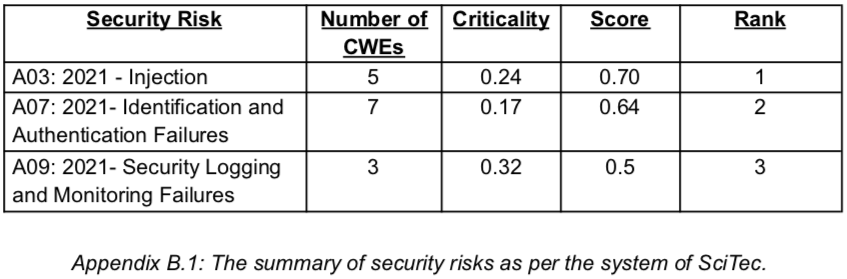 Security Risk Number of CWEs Criticality Score Rank
A03: 2021 - Injection 5 0.24 0.70 1
A07: 2021- Identification and 7 0.17 0.64 2
Authentication Failures
A09: 2021- Security Logging 3 0.32 0.5 3
and Monitoring Failures
Appendix B.1: The summary of security risks as per the system of SciTec.